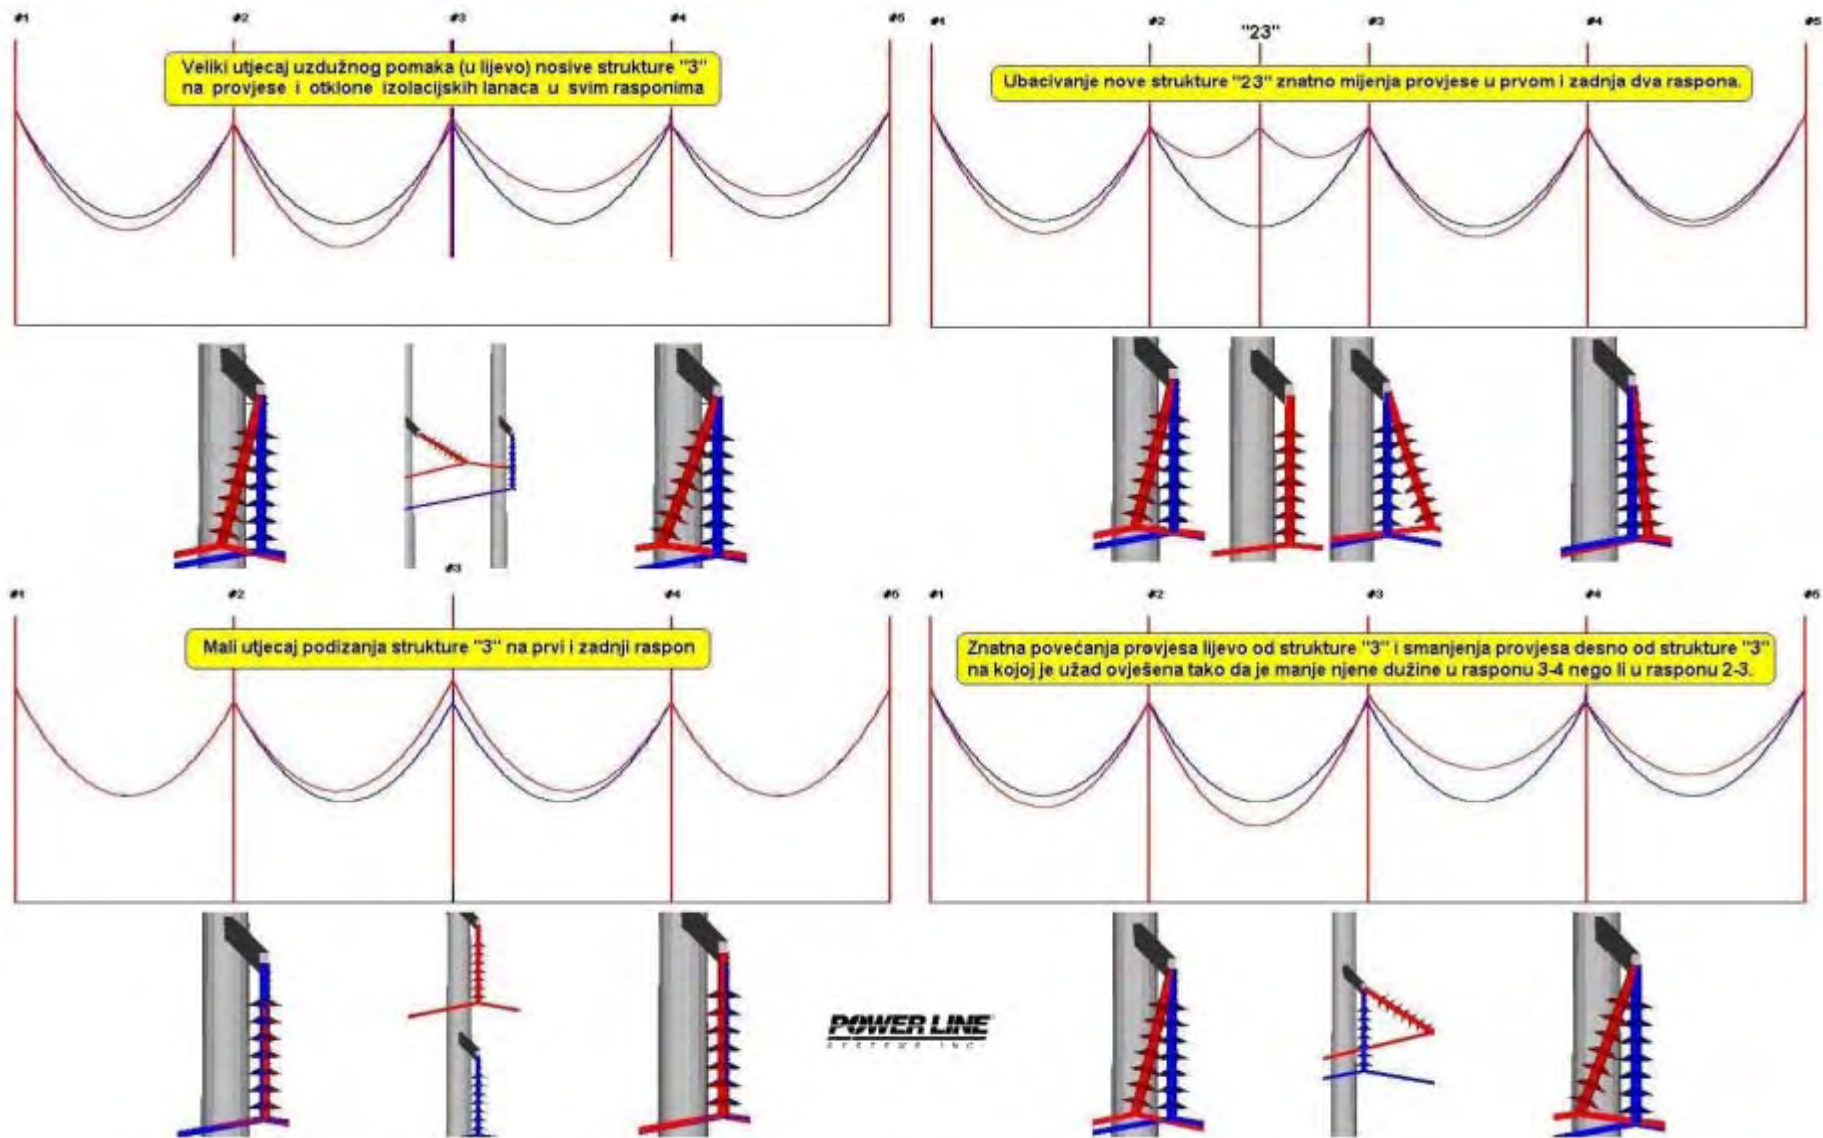 #1 #2 #3 #4 #5
Veliki utjecaj uzdužnog pomaka (u lijevo) nosive strukture "3"
na provjese i otklone izolacijskih lanaca u svim rasponima
#1 #2 "23" #3 #4 #5
Ubacivanje nove strukture "23" znatno mijenja provjese u prvom i zadnja dva raspona.
#1 #2 #3 #4 #5
Mali utjecaj podizanja strukture "3" na prvi i zadnji raspon
#1 #2 #3 #4 #5
Znatna povećanja provjesa lijevo od strukture "3" i smanjenja provjesa desno od strukture "3"
na kojoj je užad ovješena tako da je manje njene dužine u rasponu 3-4 nego li u rasponu 2-3.
POWER LINE
SYSTEMS INC.